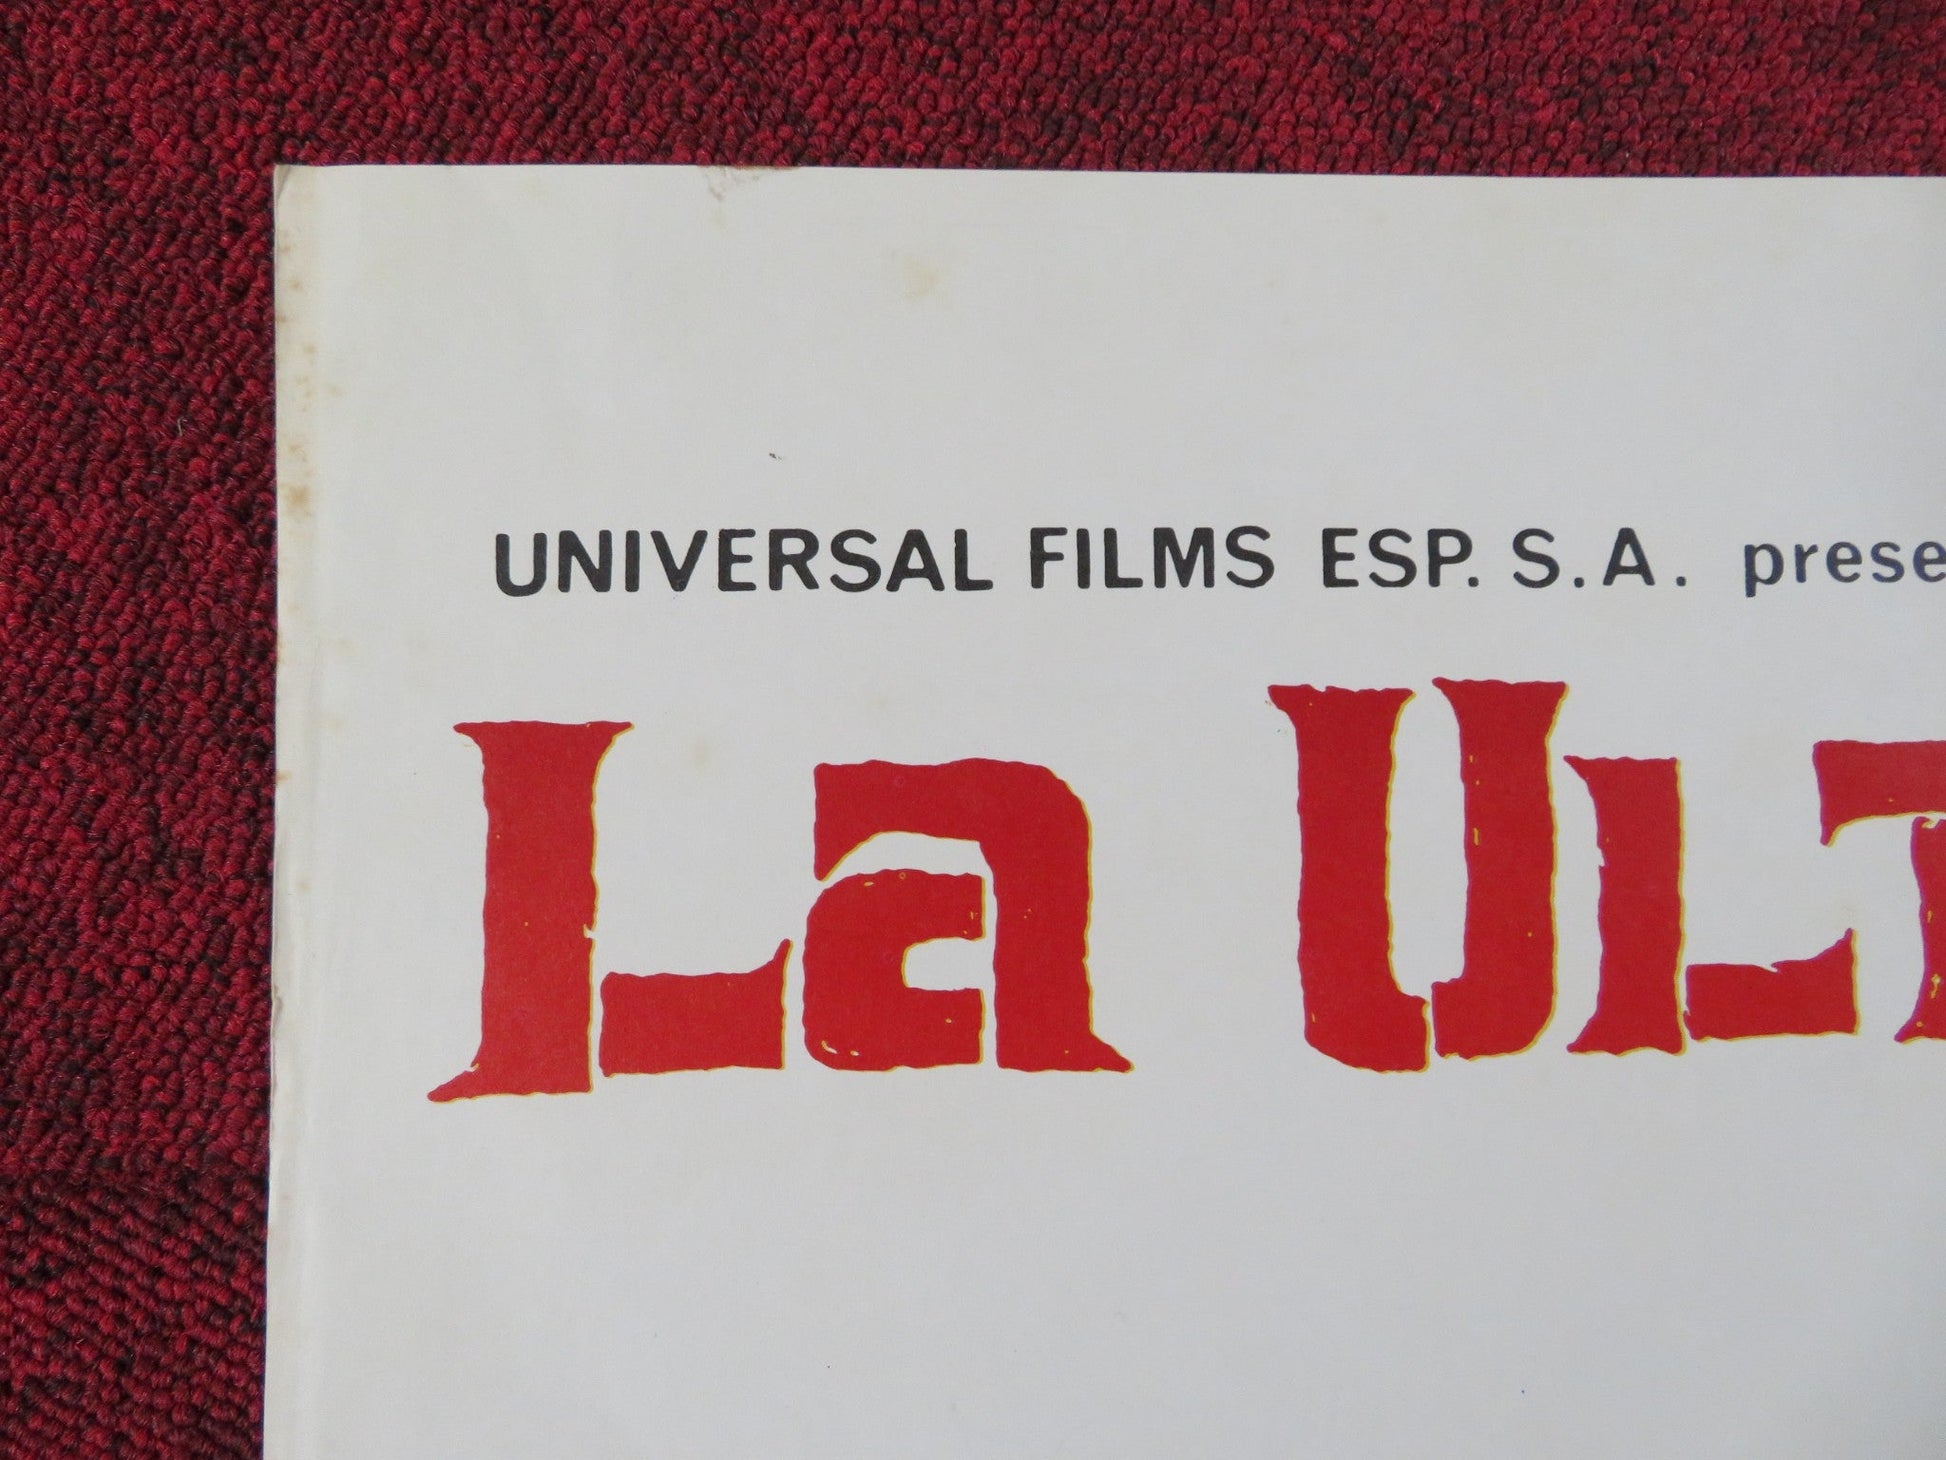 UNIVERSAL FILMS ESP. S.A. prese
La ULT